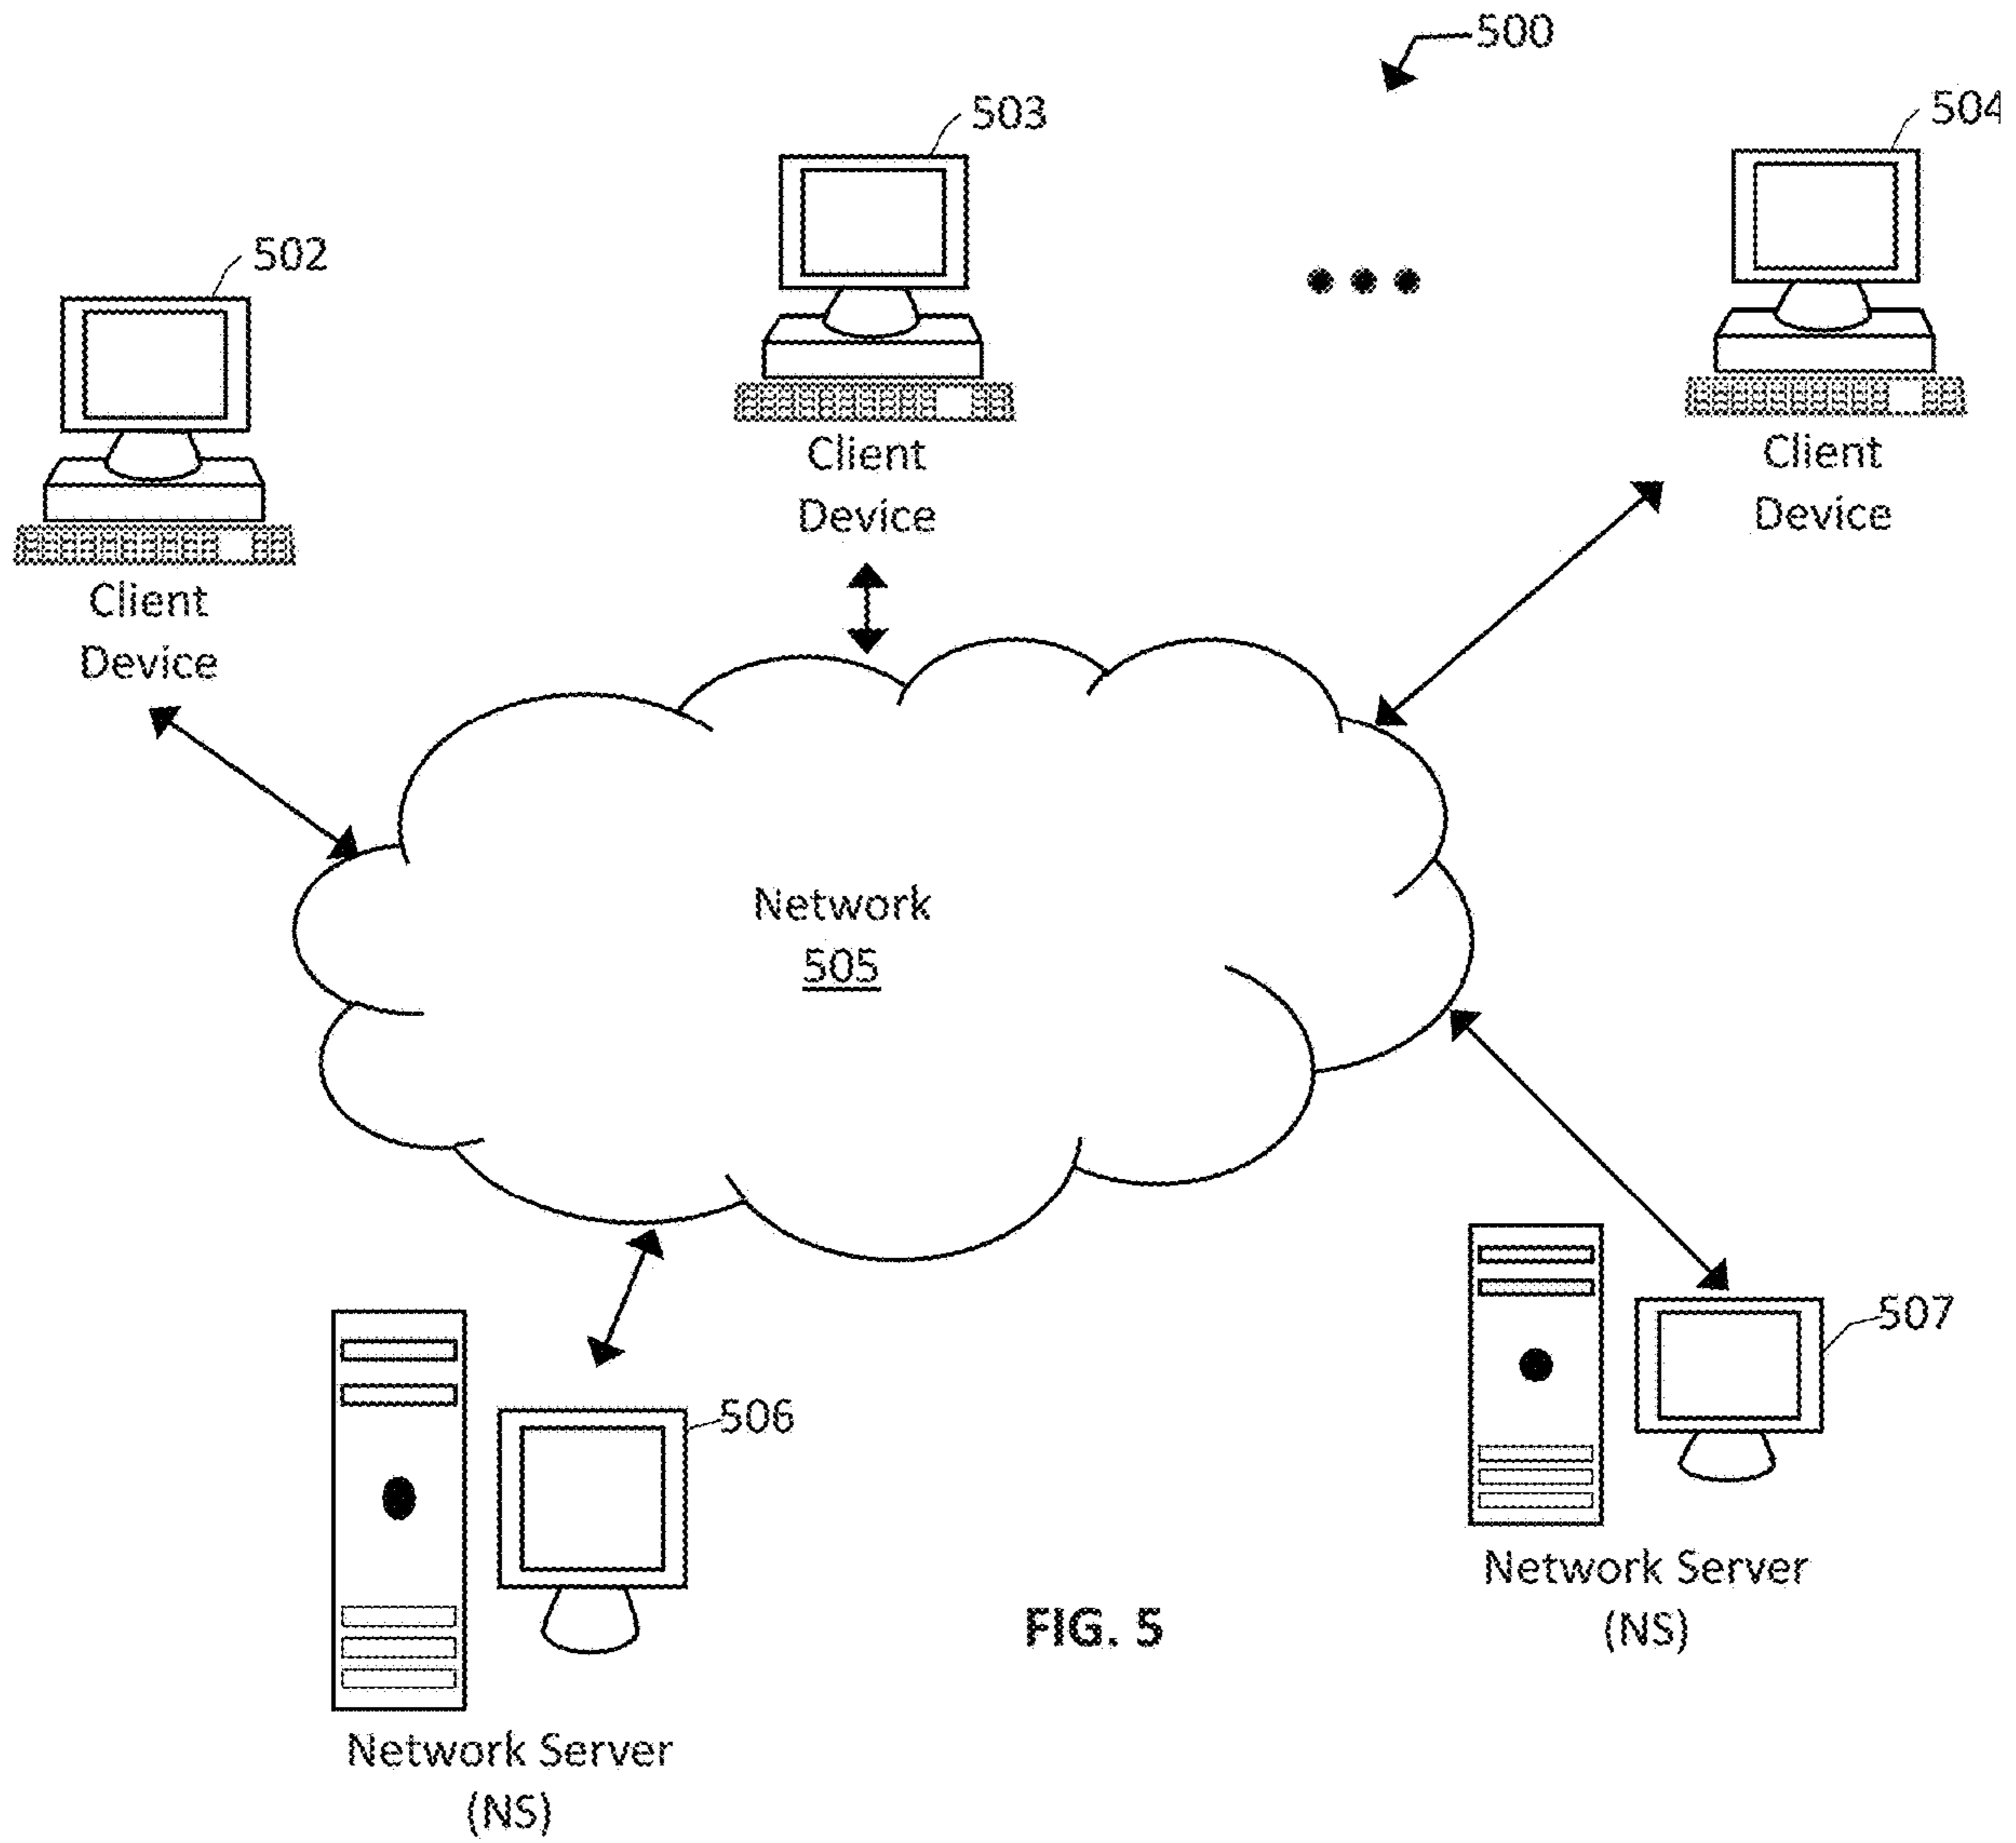 500
503
504
502
Client
Device
Client
Device
Client
Device
Network
505
507
506
Network Server
(NS)
FIG. 5
Network Server
(NS)